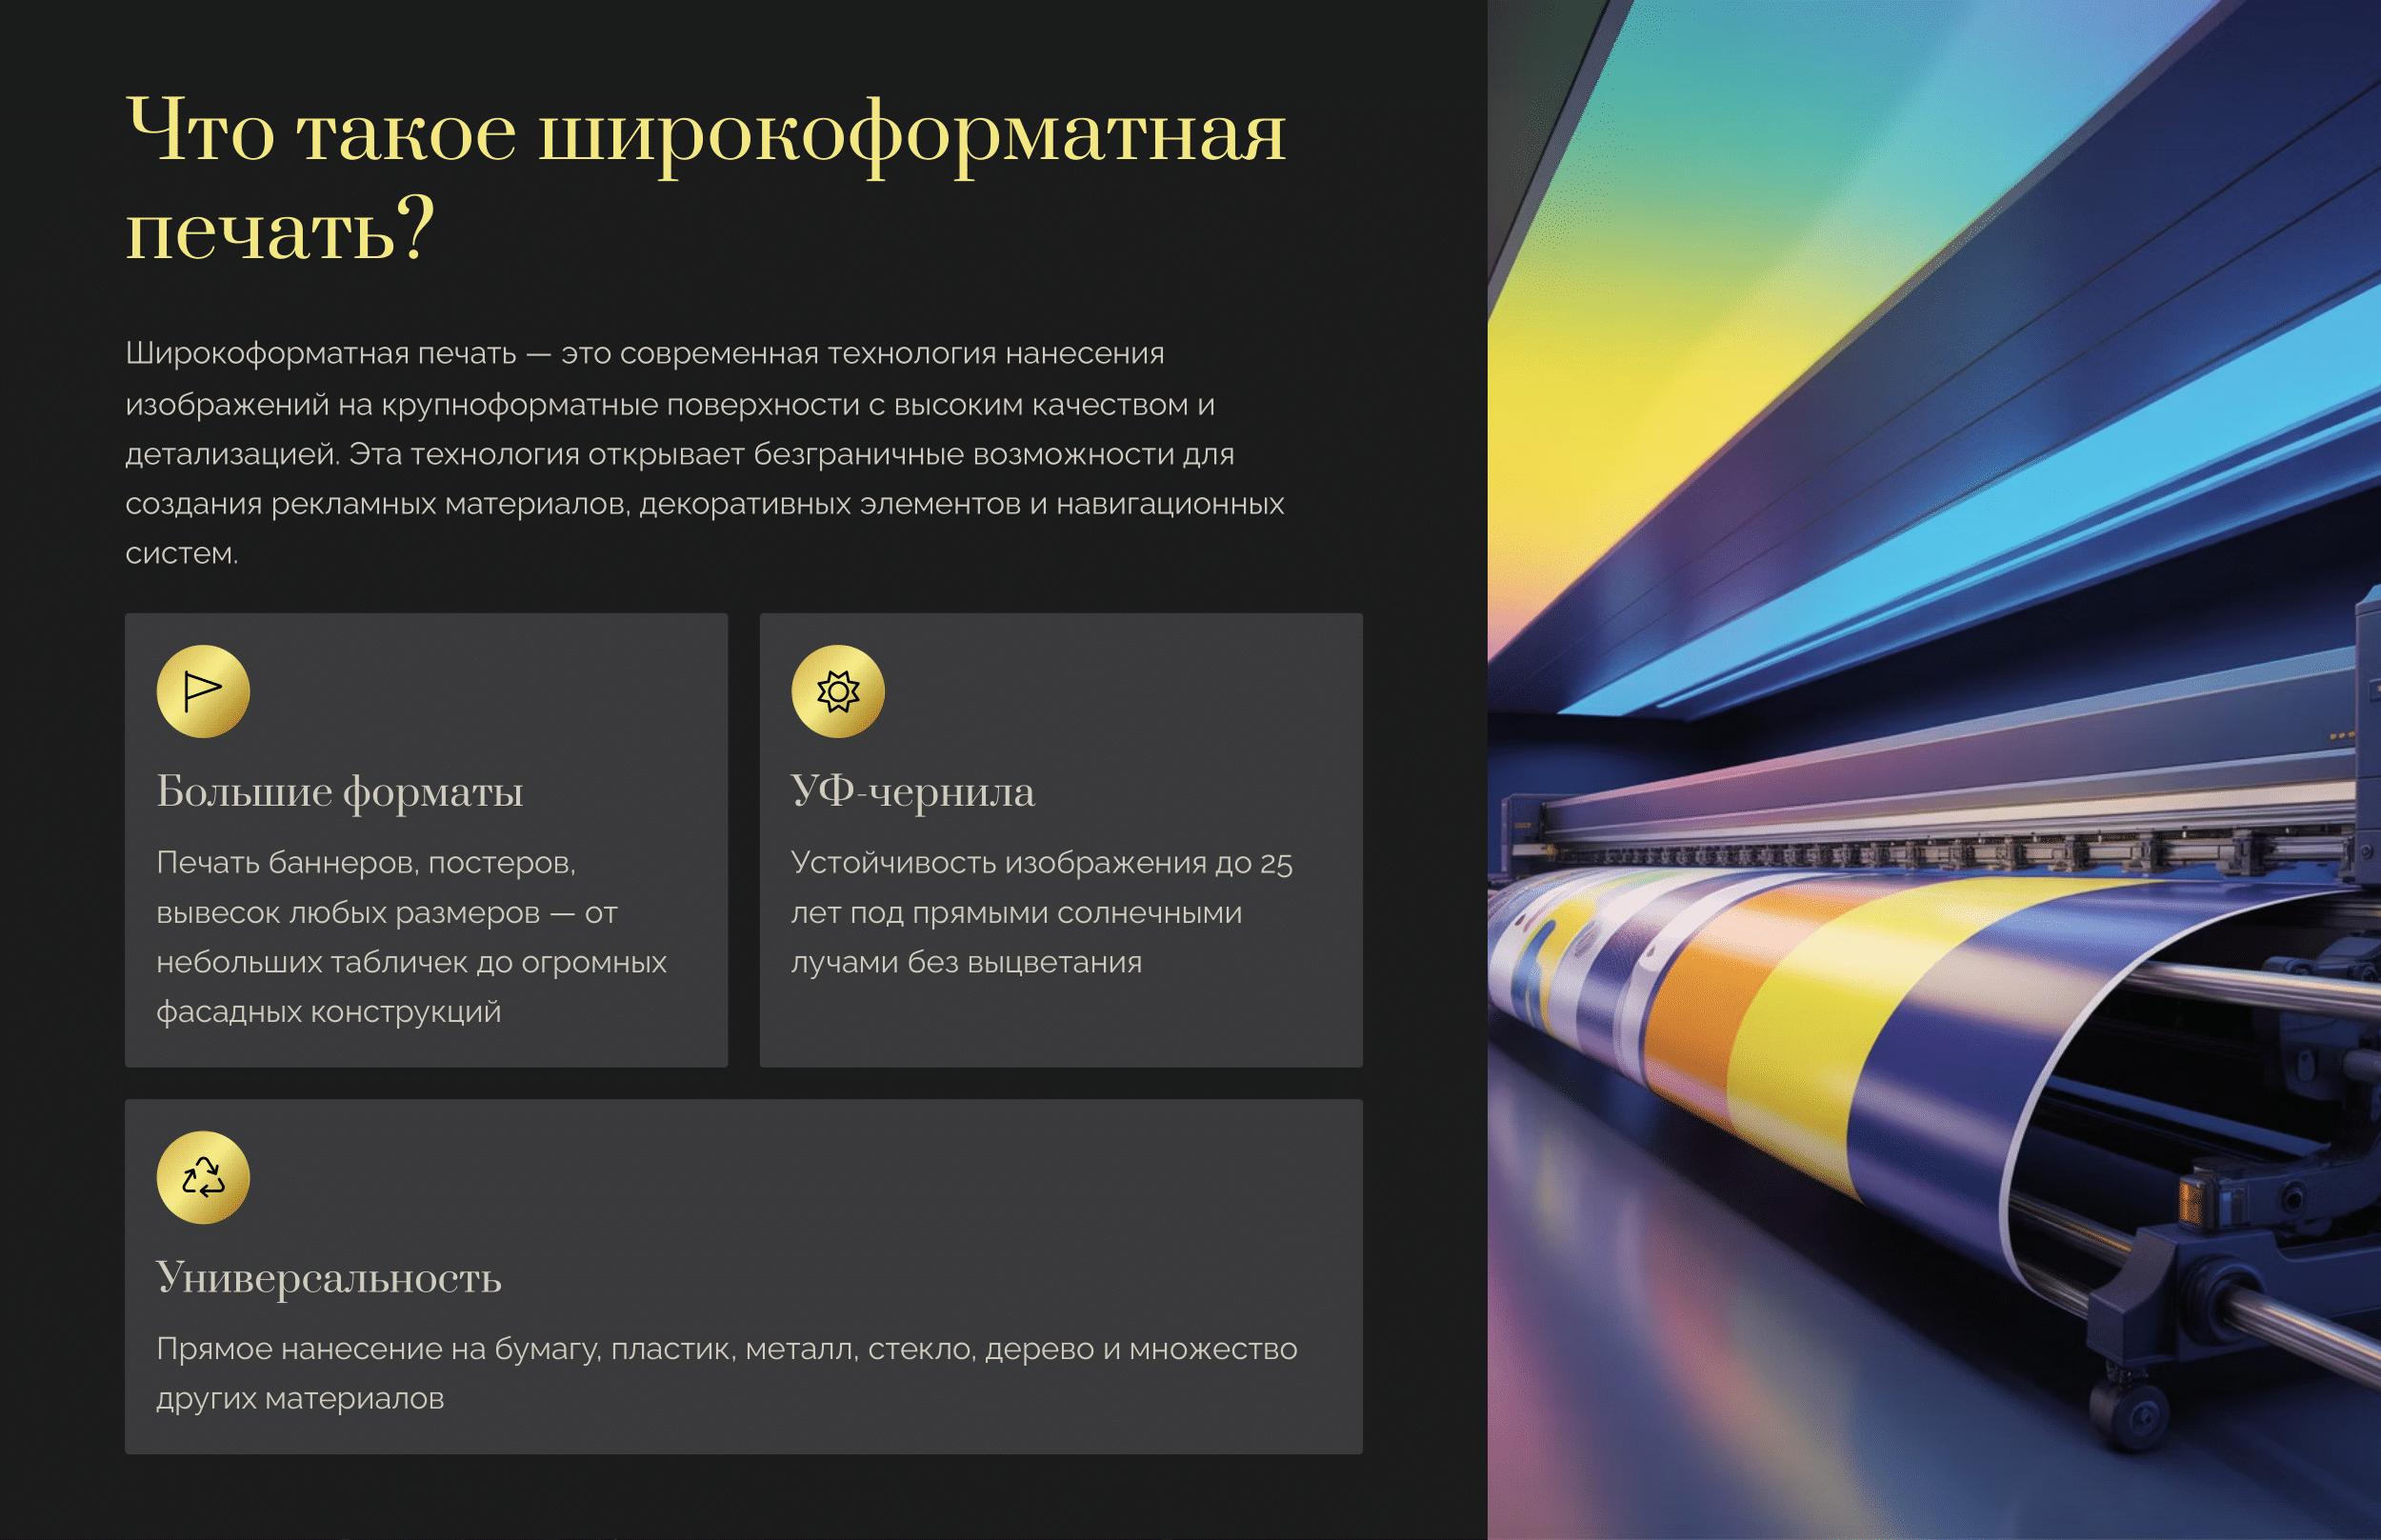 Что такое широкоформатная
печать?
Широкоформатная печать — это современная технология нанесения
изображений на крупноформатные поверхности с высоким качеством и
детализацией. Эта технология открывает безграничные возможности для
создания рекламных материалов, декоративных элементов и навигационных
систем.
Большие форматы
Печать баннеров, постеров,
вывесок любых размеров — от
небольших табличек до огромных
фасадных конструкций
УФ-чернила
Устойчивость изображения до 25
лет под прямыми солнечными
лучами без выцветания
Универсальность
Прямое нанесение на бумагу, пластик, металл, стекло, дерево и множество
других материалов